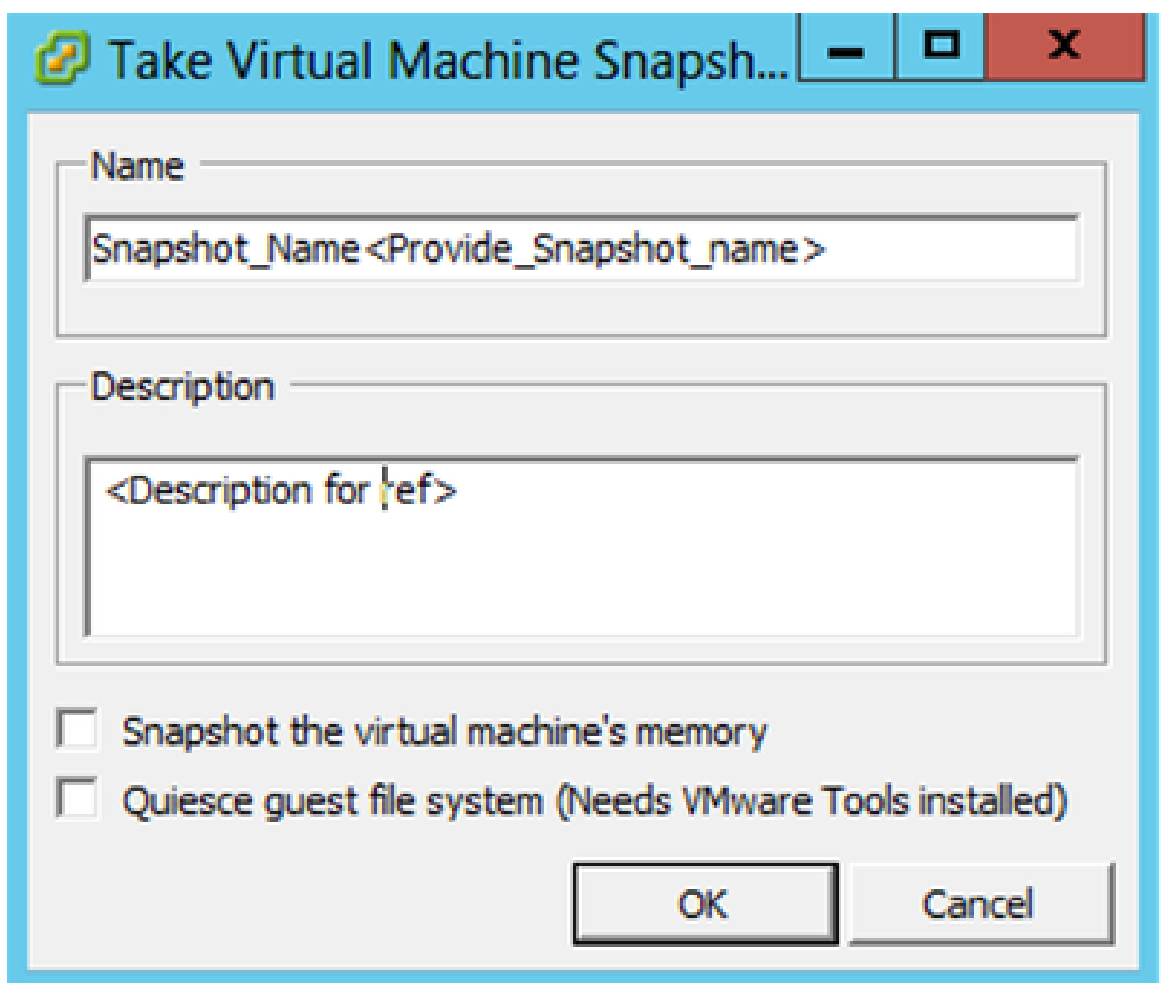 Take Virtual Machine Snapsh...
Name
Snapshot_Name<Provide_Snapshot_name>
Description
<Description for ref>
Snapshot the virtual machine's memory
Quiesce guest file system (Needs VMware Tools installed)
OK
Cancel